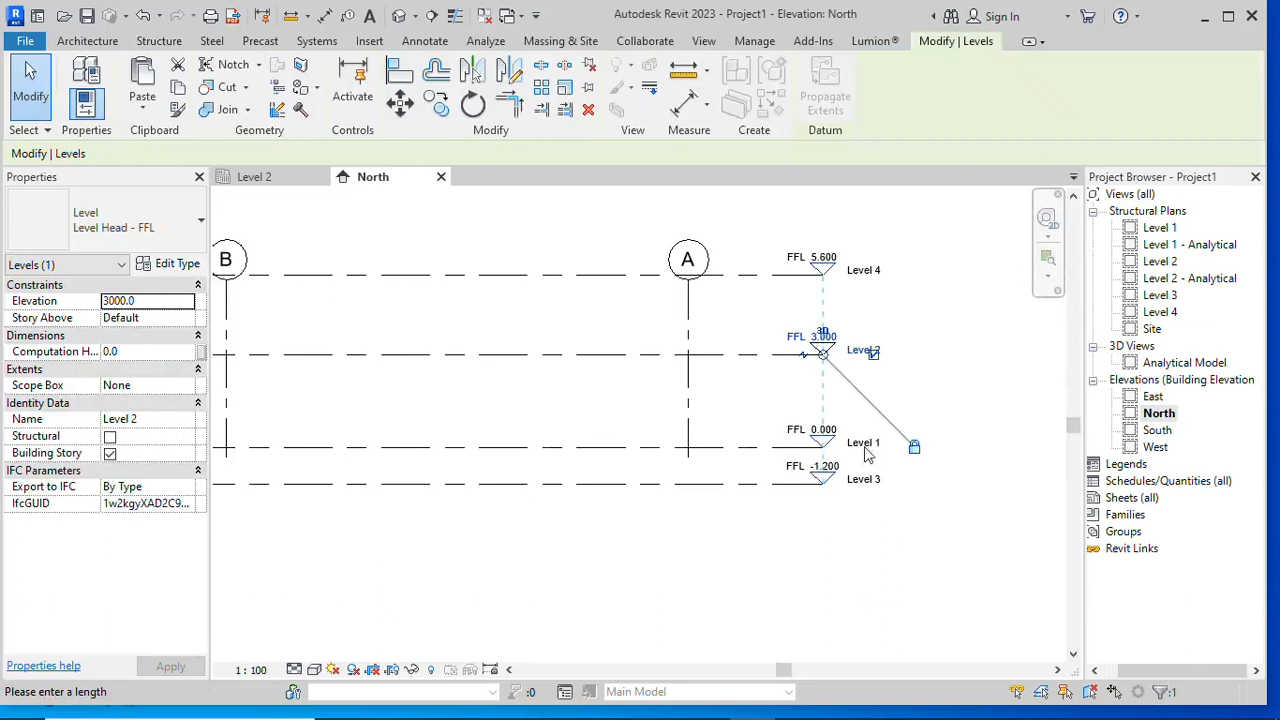 Autodesk Revit 2023 - Project1 - Elevation: North
Sign In
File Architecture Structure Steel Precast Systems Insert Annotate Analyze Massing & Site Collaborate View Manage Add-Ins Lumion® Modify | Levels
Modify
Paste
Notch
Cut
Join
Activate
Propagate
Extents
Select Properties Clipboard Geometry Controls Modify View Measure Create Datum
Modify | Levels
Properties
Level 2
North
Project Browser - Project1
Level
Level Head - FFL
Levels (1)
Edit Type
Constraints
Elevation 3000.0
Story Above Default
Dimensions
Computation H... 0.0
Extents
Scope Box None
Identity Data
Name Level 2
Structural
Building Story
IFC Parameters
Export to IFC By Type
IfcGUID 1w2kgyXAD2C9...
Properties help
Apply
B
A
FFL 5.600
Level 4
3D
FFL 3.000
Level 2
FFL 0.000
Level 1
FFL -1.200
Level 3
2D
Views (all)
Structural Plans
Level 1
Level 1 - Analytical
Level 2
Level 2 - Analytical
Level 3
Level 4
Site
3D Views
Analytical Model
Elevations (Building Elevation
East
North
South
West
Legends
Schedules/Quantities (all)
Sheets (all)
Families
Groups
Revit Links
1 : 100
Please enter a length
:0
Main Model
:1